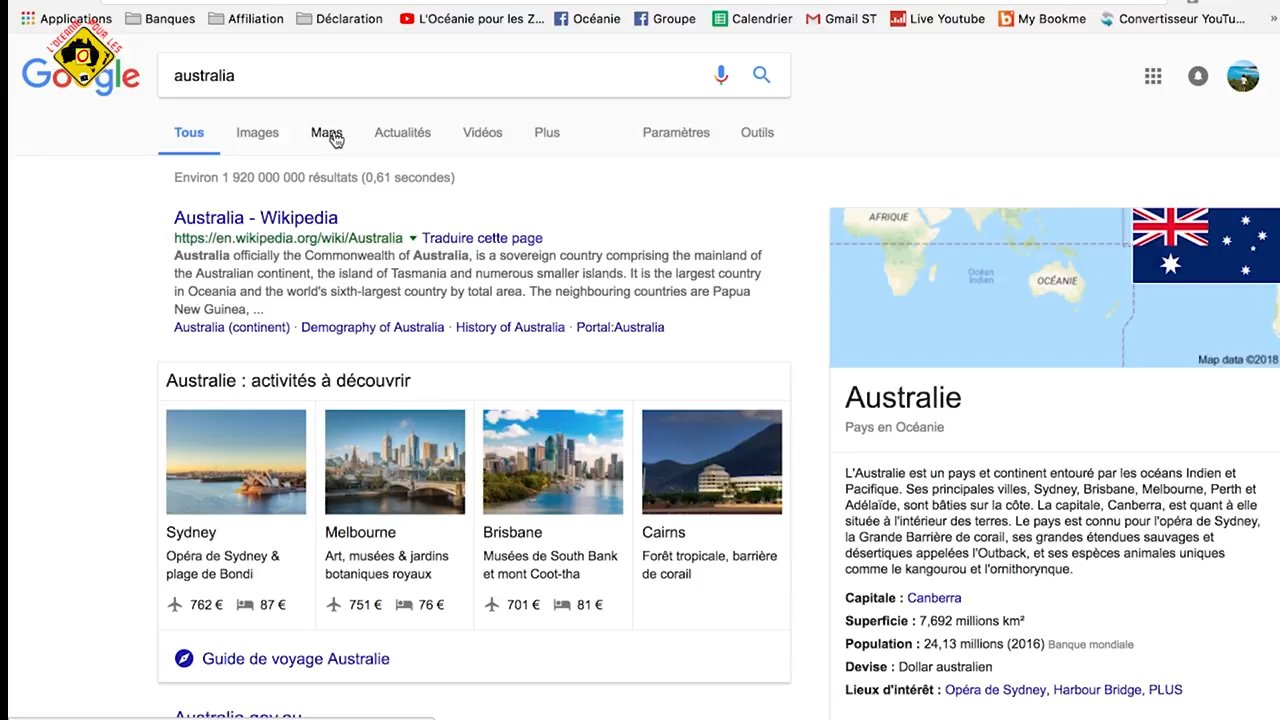 Applications Banques Affiliation Déclaration L'Océanie pour les Z... Océanie Groupe Calendrier Gmail ST Live Youtube My Bookme Convertisseur YouTu... »
L'OCÉANIE POUR LES
Google
australia
Tous Images Maps Actualités Vidéos Plus Paramètres Outils
Environ 1 920 000 000 résultats (0,61 secondes)
Australia - Wikipedia
https://en.wikipedia.org/wiki/Australia Traduire cette page
Australia officially the Commonwealth of Australia, is a sovereign country comprising the mainland of
the Australian continent, the island of Tasmania and numerous smaller islands. It is the largest country
in Oceania and the world's sixth-largest country by total area. The neighbouring countries are Papua
New Guinea, ...
Australia (continent) · Demography of Australia · History of Australia · Portal:Australia
Australie : activités à découvrir
Sydney
Opéra de Sydney &
plage de Bondi
762 € 87 €
Melbourne
Art, musées & jardins
botaniques royaux
751 € 76 €
Brisbane
Musées de South Bank
et mont Coot-tha
701 € 81 €
Cairns
Forêt tropicale, barrière
de corail
Guide de voyage Australie
Australia.gov.au
AFRIQUE
Océan
Indien
OCÉANIE
Map data ©2018
Australie
Pays en Océanie
L'Australie est un pays et continent entouré par les océans Indien et
Pacifique. Ses principales villes, Sydney, Brisbane, Melbourne, Perth et
Adélaïde, sont bâties sur la côte. La capitale, Canberra, est quant à elle
située à l'intérieur des terres. Le pays est connu pour l'opéra de Sydney,
la Grande Barrière de corail, ses grandes étendues sauvages et
désertiques appelées l'Outback, et ses espèces animales uniques
comme le kangourou et l'ornithorynque.
Capitale : Canberra
Superficie : 7,692 millions km²
Population : 24,13 millions (2016) Banque mondiale
Devise : Dollar australien
Lieux d'intérêt : Opéra de Sydney, Harbour Bridge, PLUS